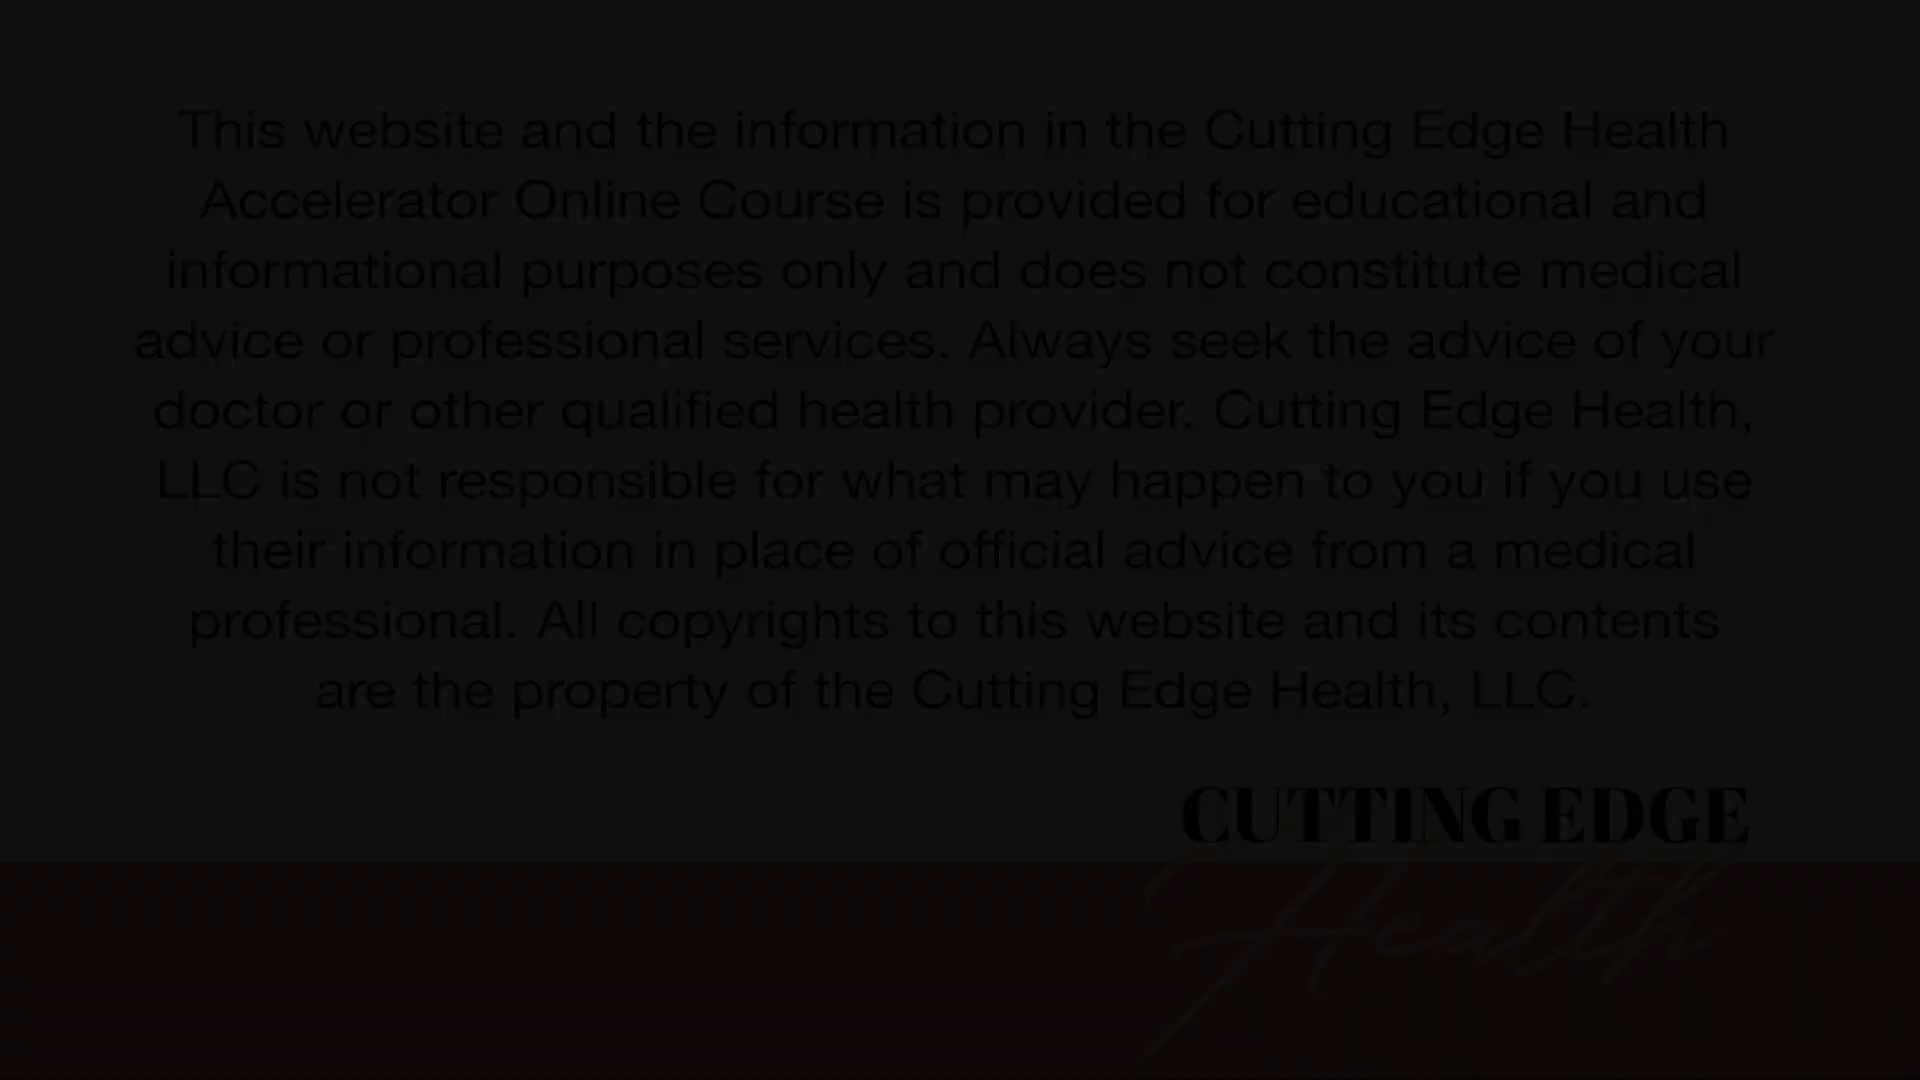 This website and the information in the Cutting Edge Health
Accelerator Online Course is provided for educational and
informational purposes only and does not constitute medical
advice or professional services. Always seek the advice of your
doctor or other qualified health provider. Cutting Edge Health,
LLC is not responsible for what may happen to you if you use
their information in place of official advice from a medical
professional. All copyrights to this website and its contents
are the property of the Cutting Edge Health, LLC.
CUTTING EDGE
Health